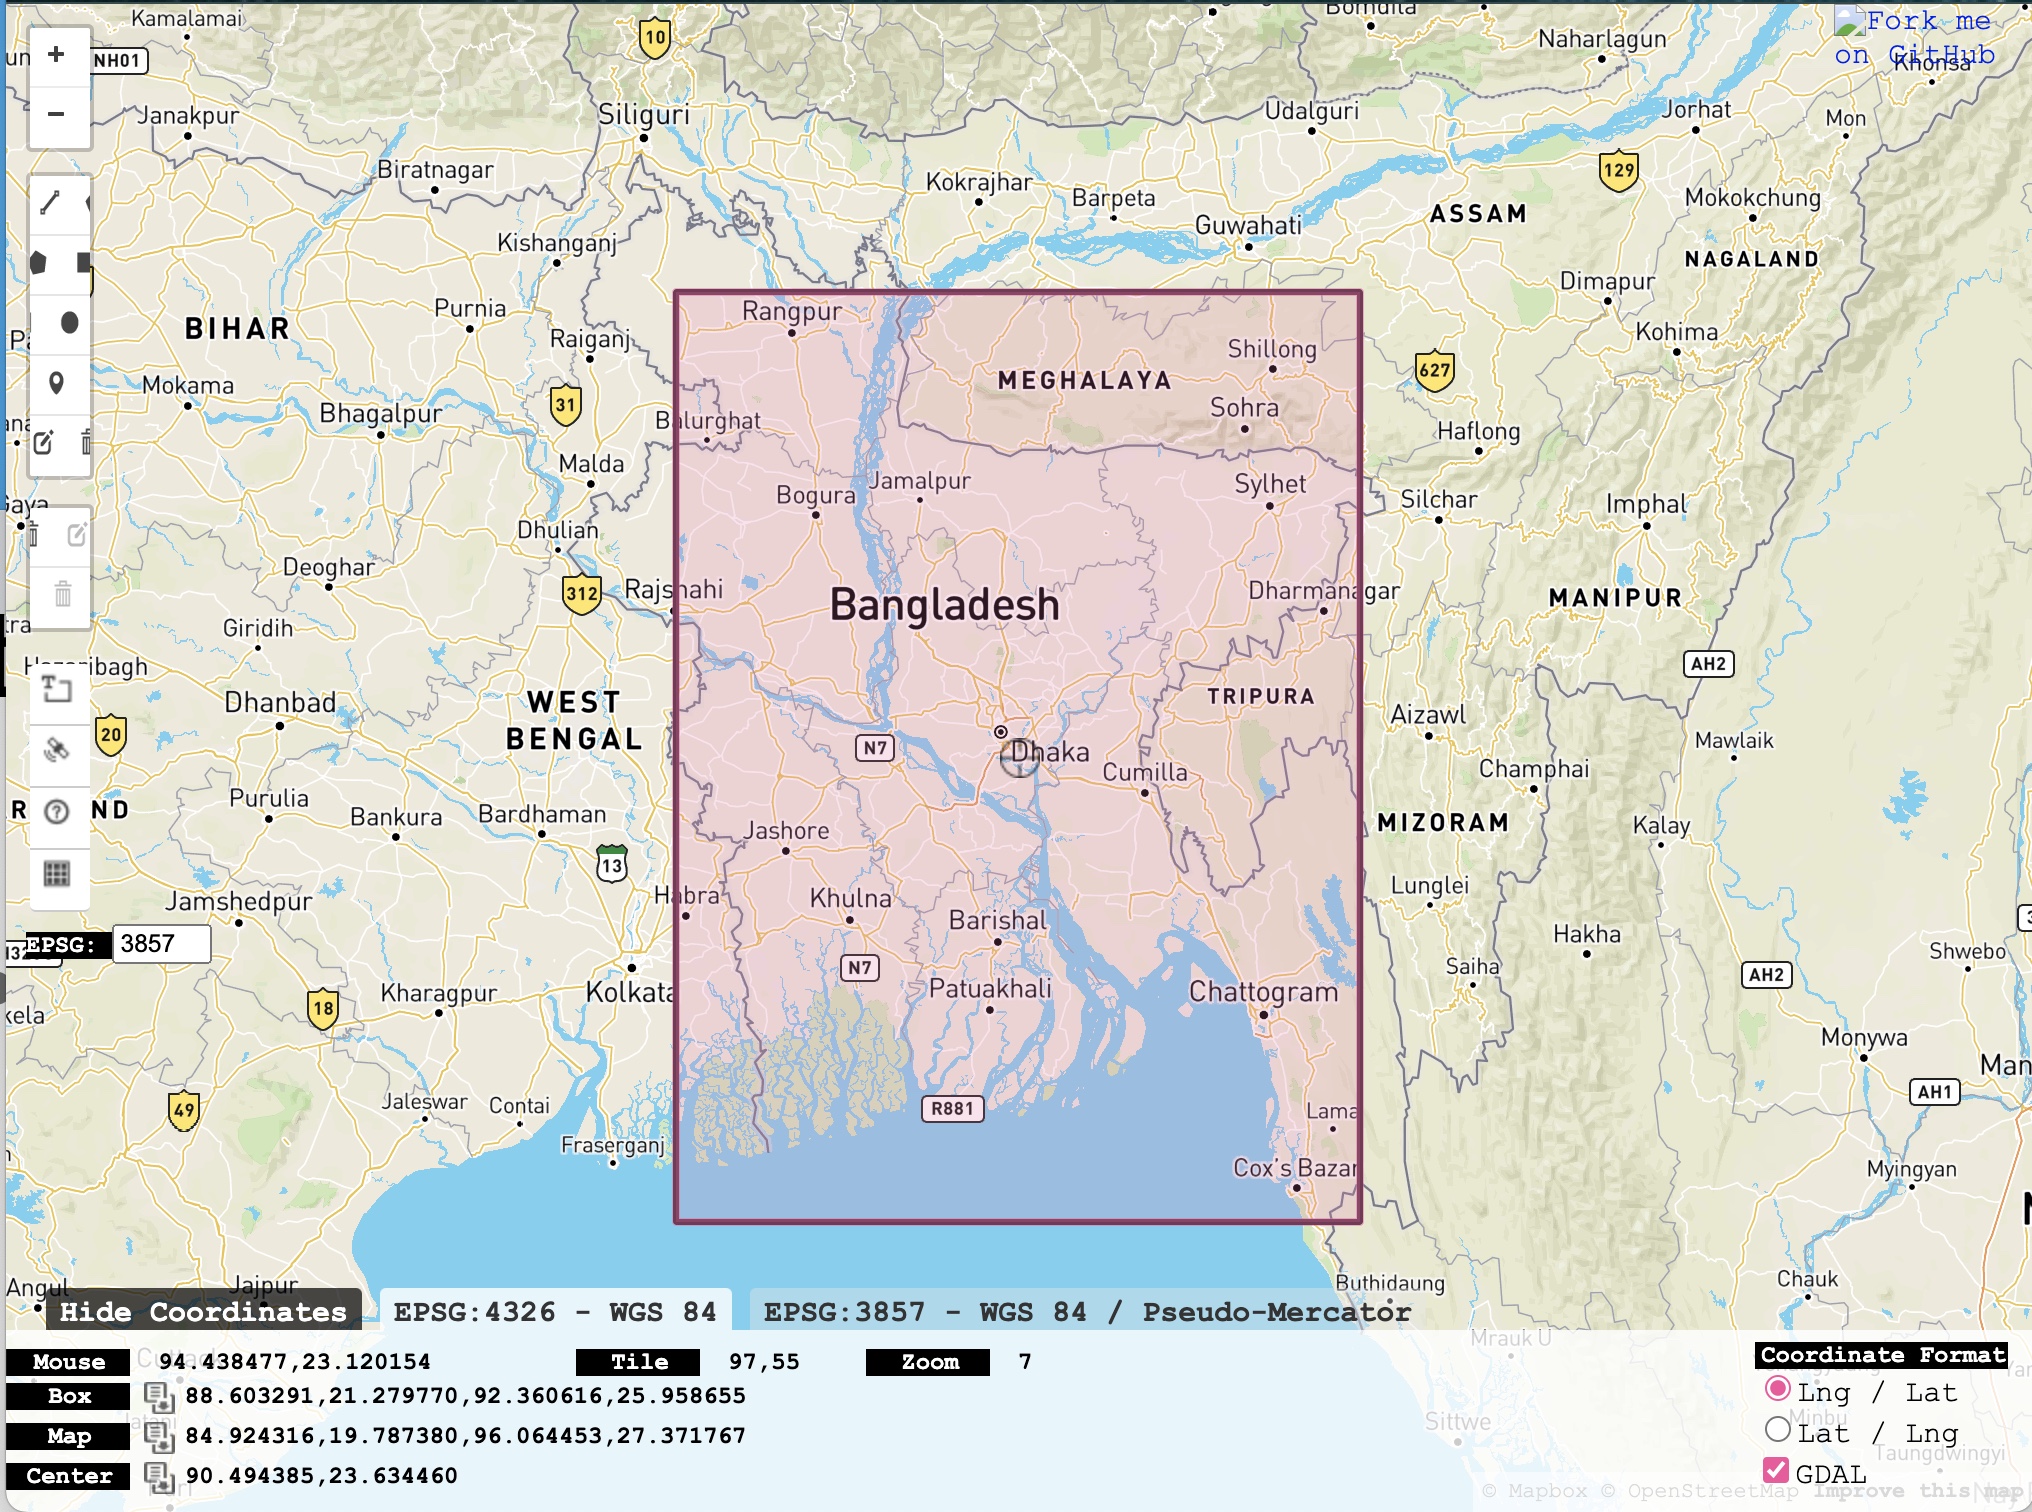 Kamalamai
10
Bomdila
Naharlagun
Fork me
on GitHub
Khonsa
+
NH01
−
Janakpur
Siliguri
Udalguri
Jorhat
Mon
Biratnagar
Kokrajhar
Barpeta
129
Mokokchung
ASSAM
Guwahati
Kishanganj
NAGALAND
Dimapur
Purnia
Rangpur
BIHAR
Raiganj
Kohima
Shillong
627
MEGHALAYA
Mokama
31
Bhagalpur
Sohra
Balurghat
Haflong
Malda
Jamalpur
Sylhet
Bogura
Silchar
Imphal
Gaya
Dhulian
Deoghar
312
Rajshahi
Dharmanagar
Bangladesh
MANIPUR
Giridih
Hazaribagh
AH2
T
Dhanbad
WEST
BENGAL
TRIPURA
Aizawl
20
N7
Dhaka
Mawlaik
Cumilla
Champhai
Purulia
ND
Bankura
Bardhaman
Jashore
MIZORAM
Kalay
13
Lunglei
Habra
Khulna
Jamshedpur
Barishal
Hakha
EPSG: 3857
Shwebo
N7
Saiha
AH2
Kharagpur
Kolkata
Patuakhali
Chattogram
18
kela
Monywa
Man
AH1
Jaleswar
Contai
R881
Lama
49
Fraserganj
Cox's Bazar
Myingyan
Angul
Jajpur
Buthidaung
Chauk
Hide Coordinates
EPSG:4326 - WGS 84
EPSG:3857 - WGS 84 / Pseudo-Mercator
Mrauk U
Mouse 94.438477,23.120154 Tile 97,55 Zoom 7
Coordinate Format
Box 88.603291,21.279770,92.360616,25.958655
Lng / Lat
Minbu
Sittwe
Map 84.924316,19.787380,96.064453,27.371767
Lat / Lng
Taungdwingyi
Center 90.494385,23.634460
GDAL
© Mapbox © OpenStreetMap Improve this map